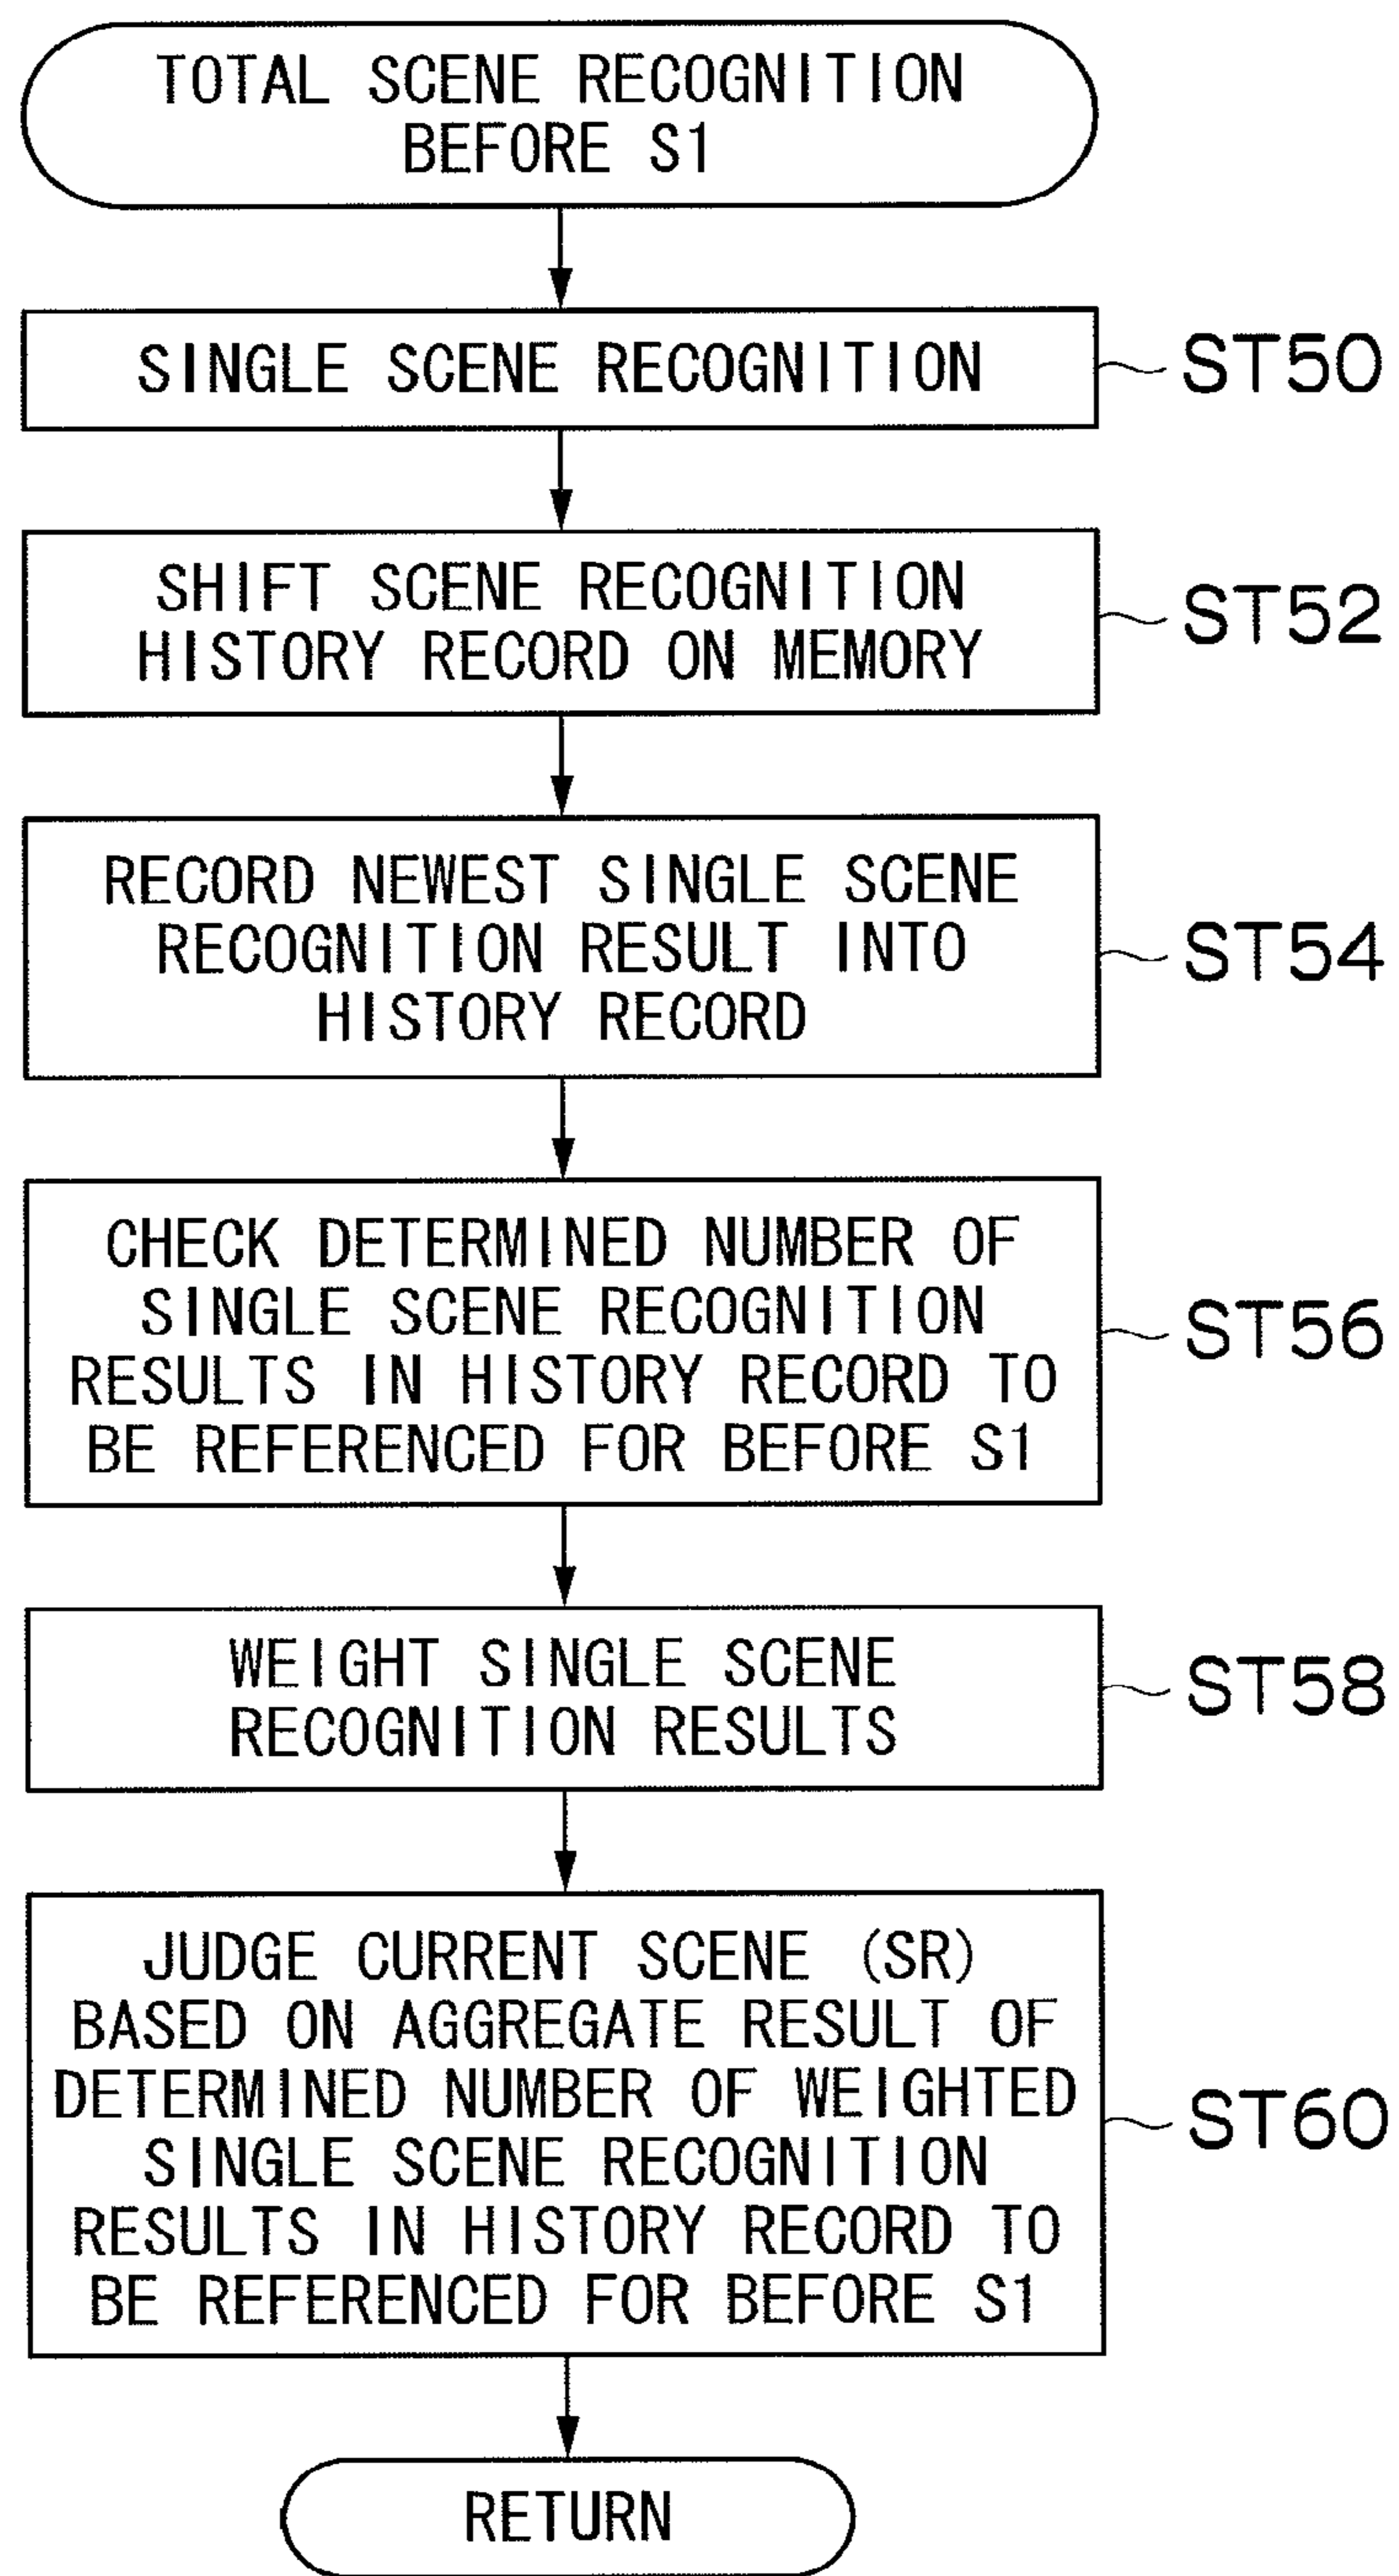 TOTAL SCENE RECOGNITION
BEFORE S1
SINGLE SCENE RECOGNITION
ST50
SHIFT SCENE RECOGNITION
HISTORY RECORD ON MEMORY
ST52
RECORD NEWEST SINGLE SCENE
RECOGNITION RESULT INTO
HISTORY RECORD
ST54
CHECK DETERMINED NUMBER OF
SINGLE SCENE RECOGNITION
RESULTS IN HISTORY RECORD TO
BE REFERENCED FOR BEFORE S1
ST56
WEIGHT SINGLE SCENE
RECOGNITION RESULTS
ST58
JUDGE CURRENT SCENE (SR)
BASED ON AGGREGATE RESULT OF
DETERMINED NUMBER OF WEIGHTED
SINGLE SCENE RECOGNITION
RESULTS IN HISTORY RECORD TO
BE REFERENCED FOR BEFORE S1
ST60
RETURN